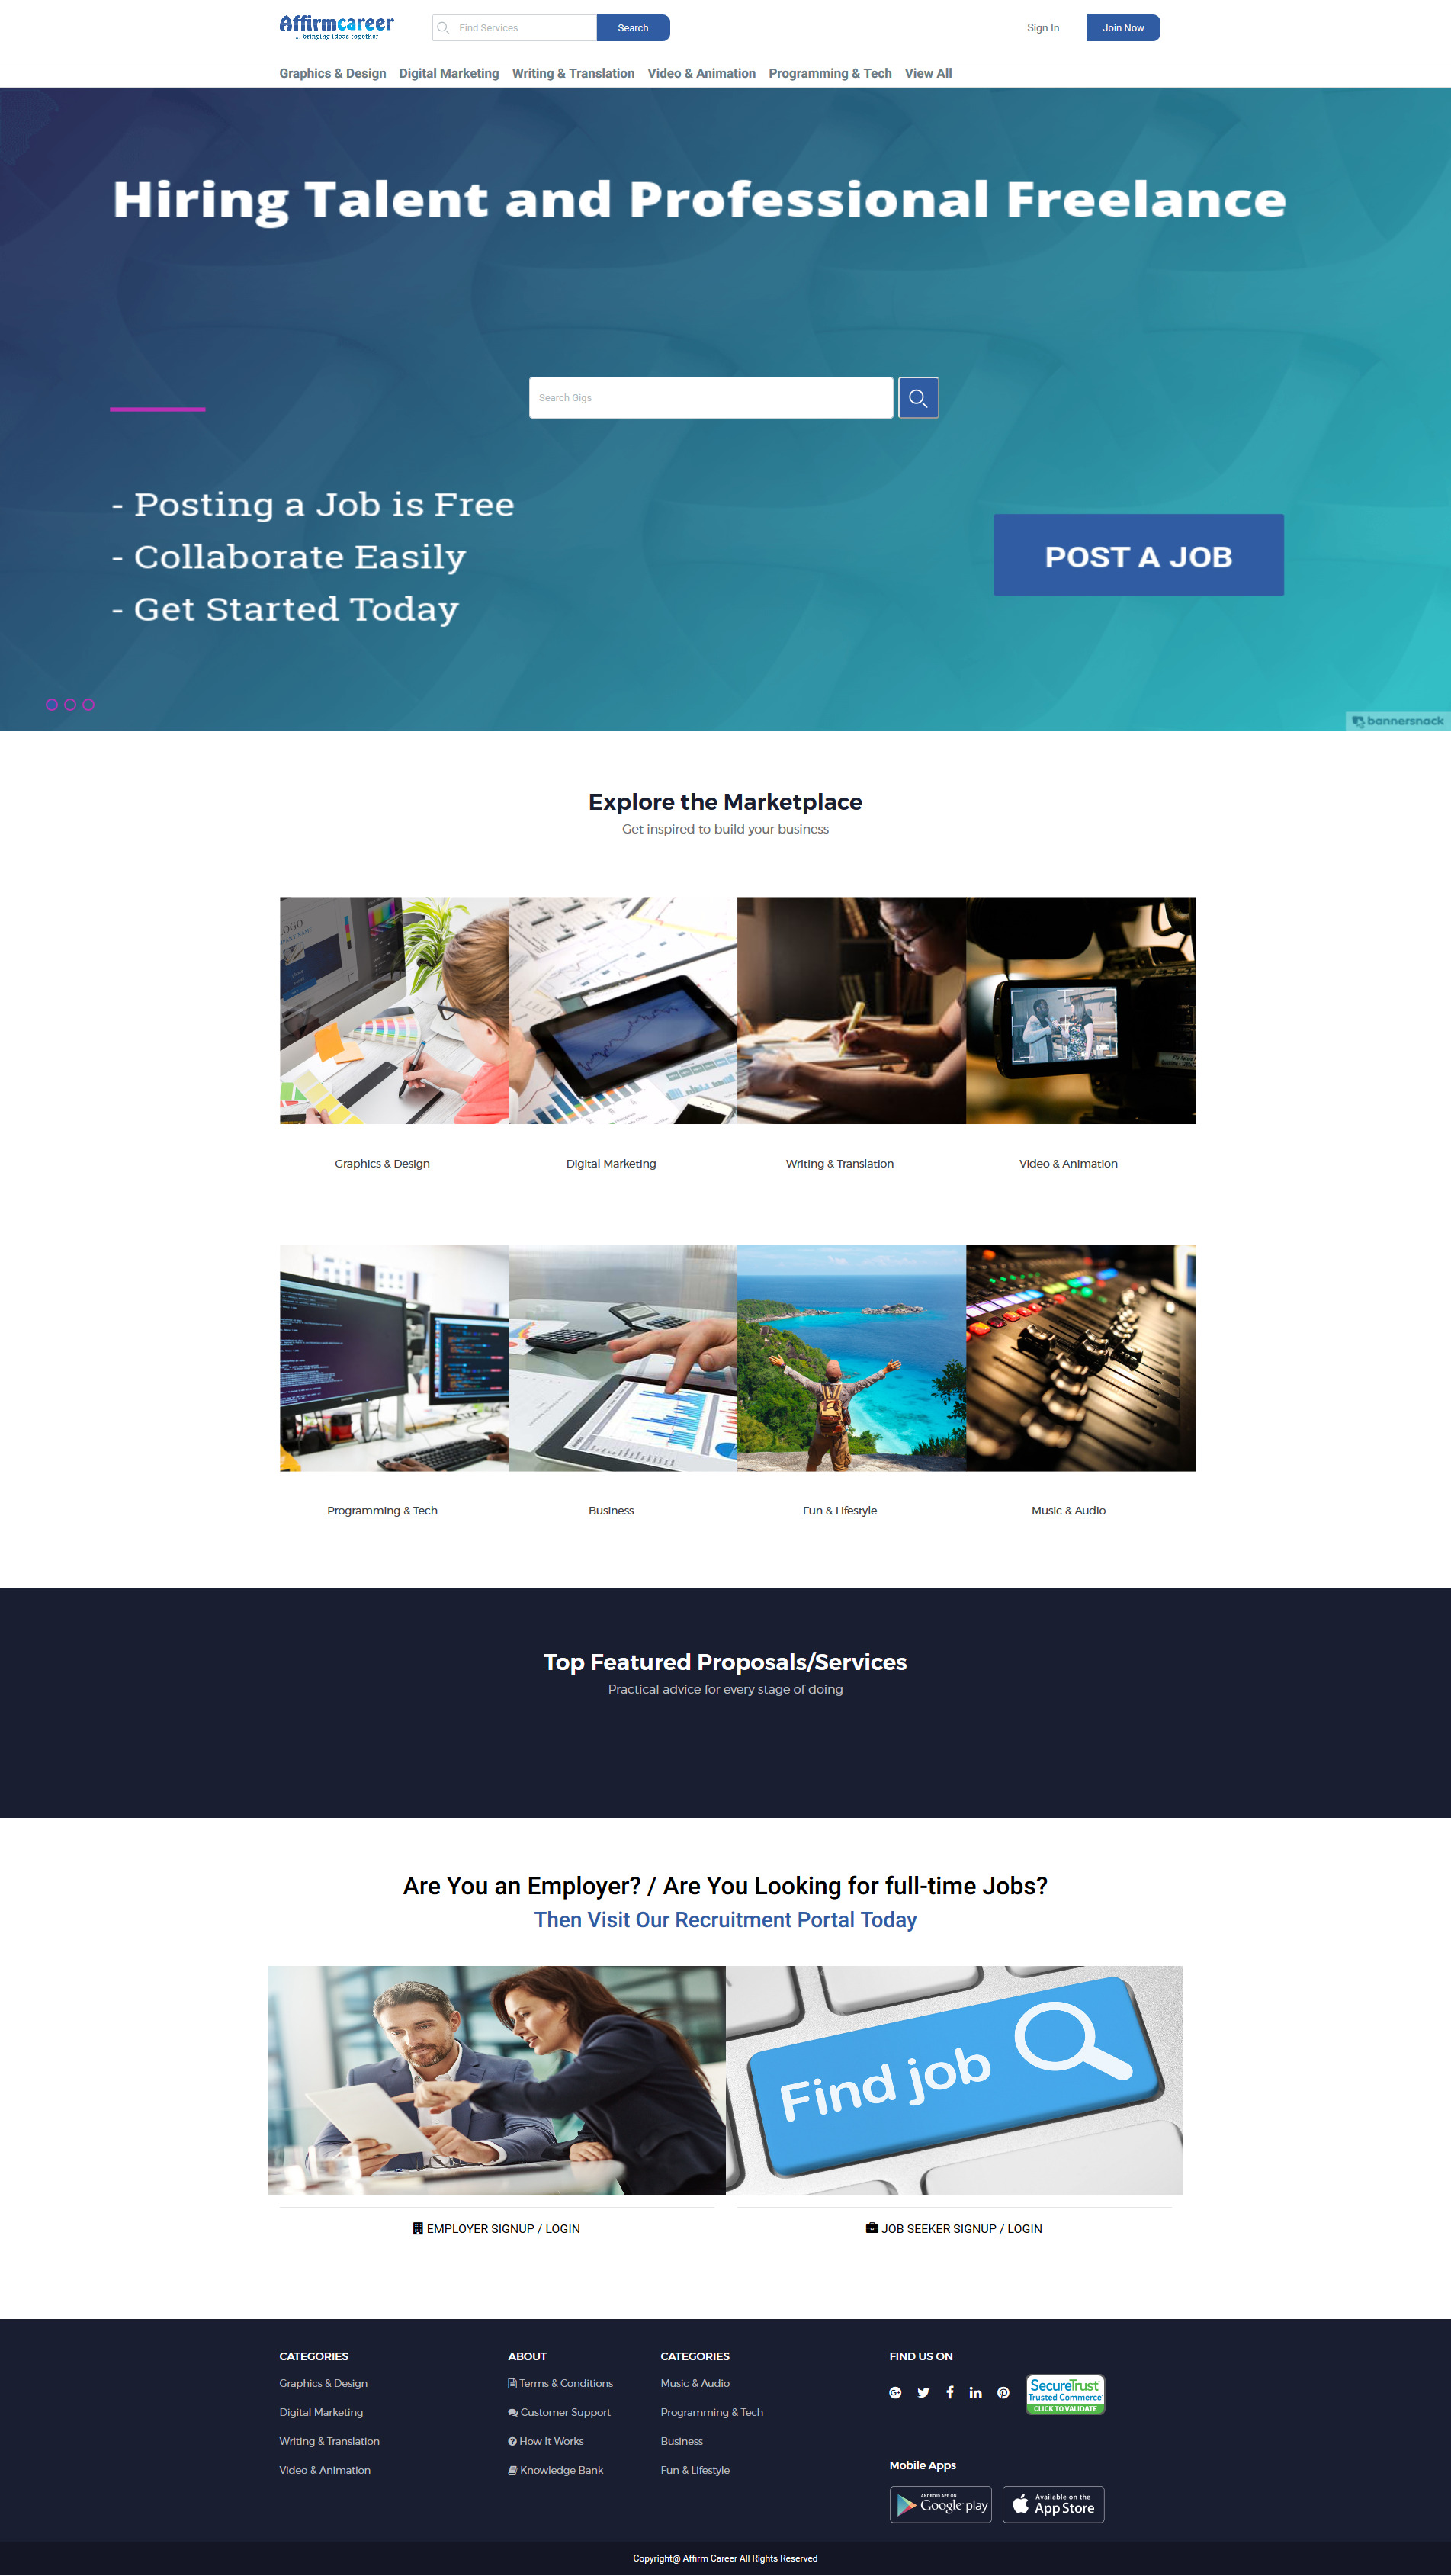 Affirmcareer
... bringing ideas together
Find Services
Search
Sign In
Join Now
Graphics & Design
Digital Marketing
Writing & Translation
Video & Animation
Programming & Tech
View All
Hiring Talent and Professional Freelance
Search Gigs
- Posting a Job is Free
- Collaborate Easily
- Get Started Today
POST A JOB
bannersnack
Explore the Marketplace
Get inspired to build your business
LOGO
Graphics & Design
Digital Marketing
Writing & Translation
Video & Animation
Programming & Tech
Business
Fun & Lifestyle
Music & Audio
Top Featured Proposals/Services
Practical advice for every stage of doing
Are You an Employer? / Are You Looking for full-time Jobs?
Then Visit Our Recruitment Portal Today
Find job
EMPLOYER SIGNUP / LOGIN
JOB SEEKER SIGNUP / LOGIN
CATEGORIES
Graphics & Design
Digital Marketing
Writing & Translation
Video & Animation
ABOUT
Terms & Conditions
Customer Support
How It Works
Knowledge Bank
CATEGORIES
Music & Audio
Programming & Tech
Business
Fun & Lifestyle
FIND US ON
SecureTrust
Trusted Commerce
CLICK TO VALIDATE
Mobile Apps
ANDROID APP ON
Google play
Available on the
App Store
Copyright@ Affirm Career All Rights Reserved